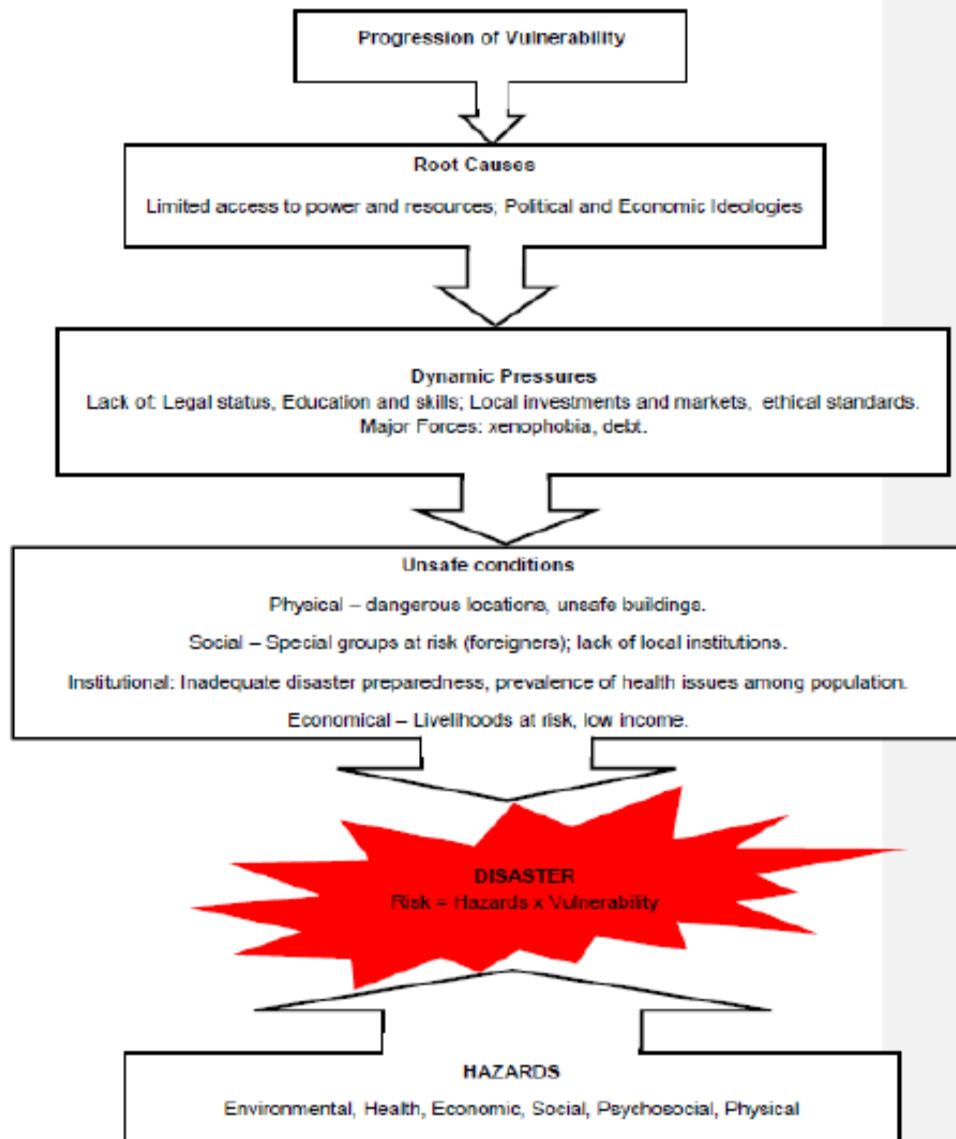 Progression of Vulnerability
Root Causes
Limited access to power and resources; Political and Economic Ideologies
Dynamic Pressures
Lack of: Legal status, Education and skills; Local investments and markets, ethical standards.
Major Forces: xenophobia, debt.
Unsafe conditions
Physical – dangerous locations, unsafe buildings.
Social – Special groups at risk (foreigners); lack of local institutions.
Institutional: Inadequate disaster preparedness, prevalence of health issues among population.
Economical – Livelihoods at risk, low income.
DISASTER
Risk = Hazards x Vulnerability
HAZARDS
Environmental, Health, Economic, Social, Psychosocial, Physical